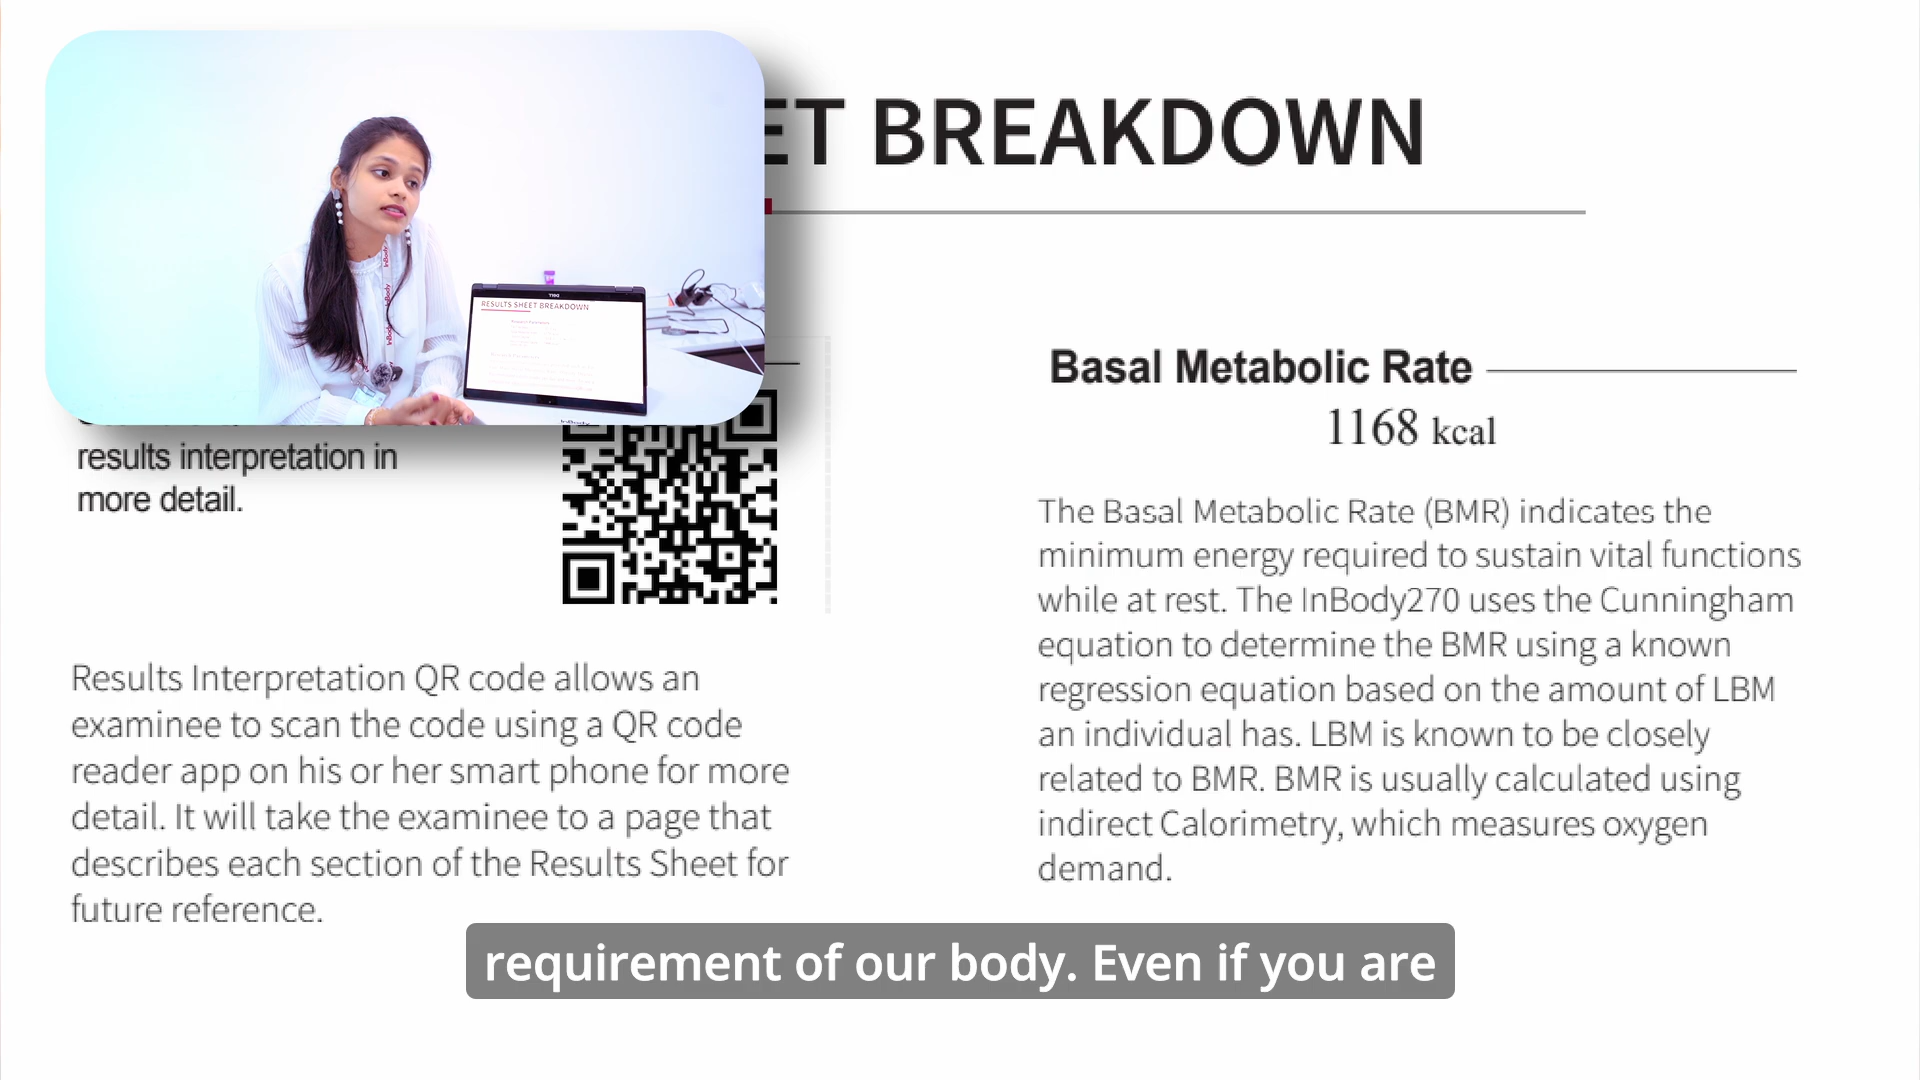 ET BREAKDOWN
RESULTS SHEET BREAKDOWN
InBody
InBody
InBody
results interpretation in
more detail.
Results Interpretation QR code allows an
examinee to scan the code using a QR code
reader app on his or her smart phone for more
detail. It will take the examinee to a page that
describes each section of the Results Sheet for
future reference.
Basal Metabolic Rate
1168 kcal
The Basal Metabolic Rate (BMR) indicates the
minimum energy required to sustain vital functions
while at rest. The InBody270 uses the Cunningham
equation to determine the BMR using a known
regression equation based on the amount of LBM
an individual has. LBM is known to be closely
related to BMR. BMR is usually calculated using
indirect Calorimetry, which measures oxygen
demand.
requirement of our body. Even if you are